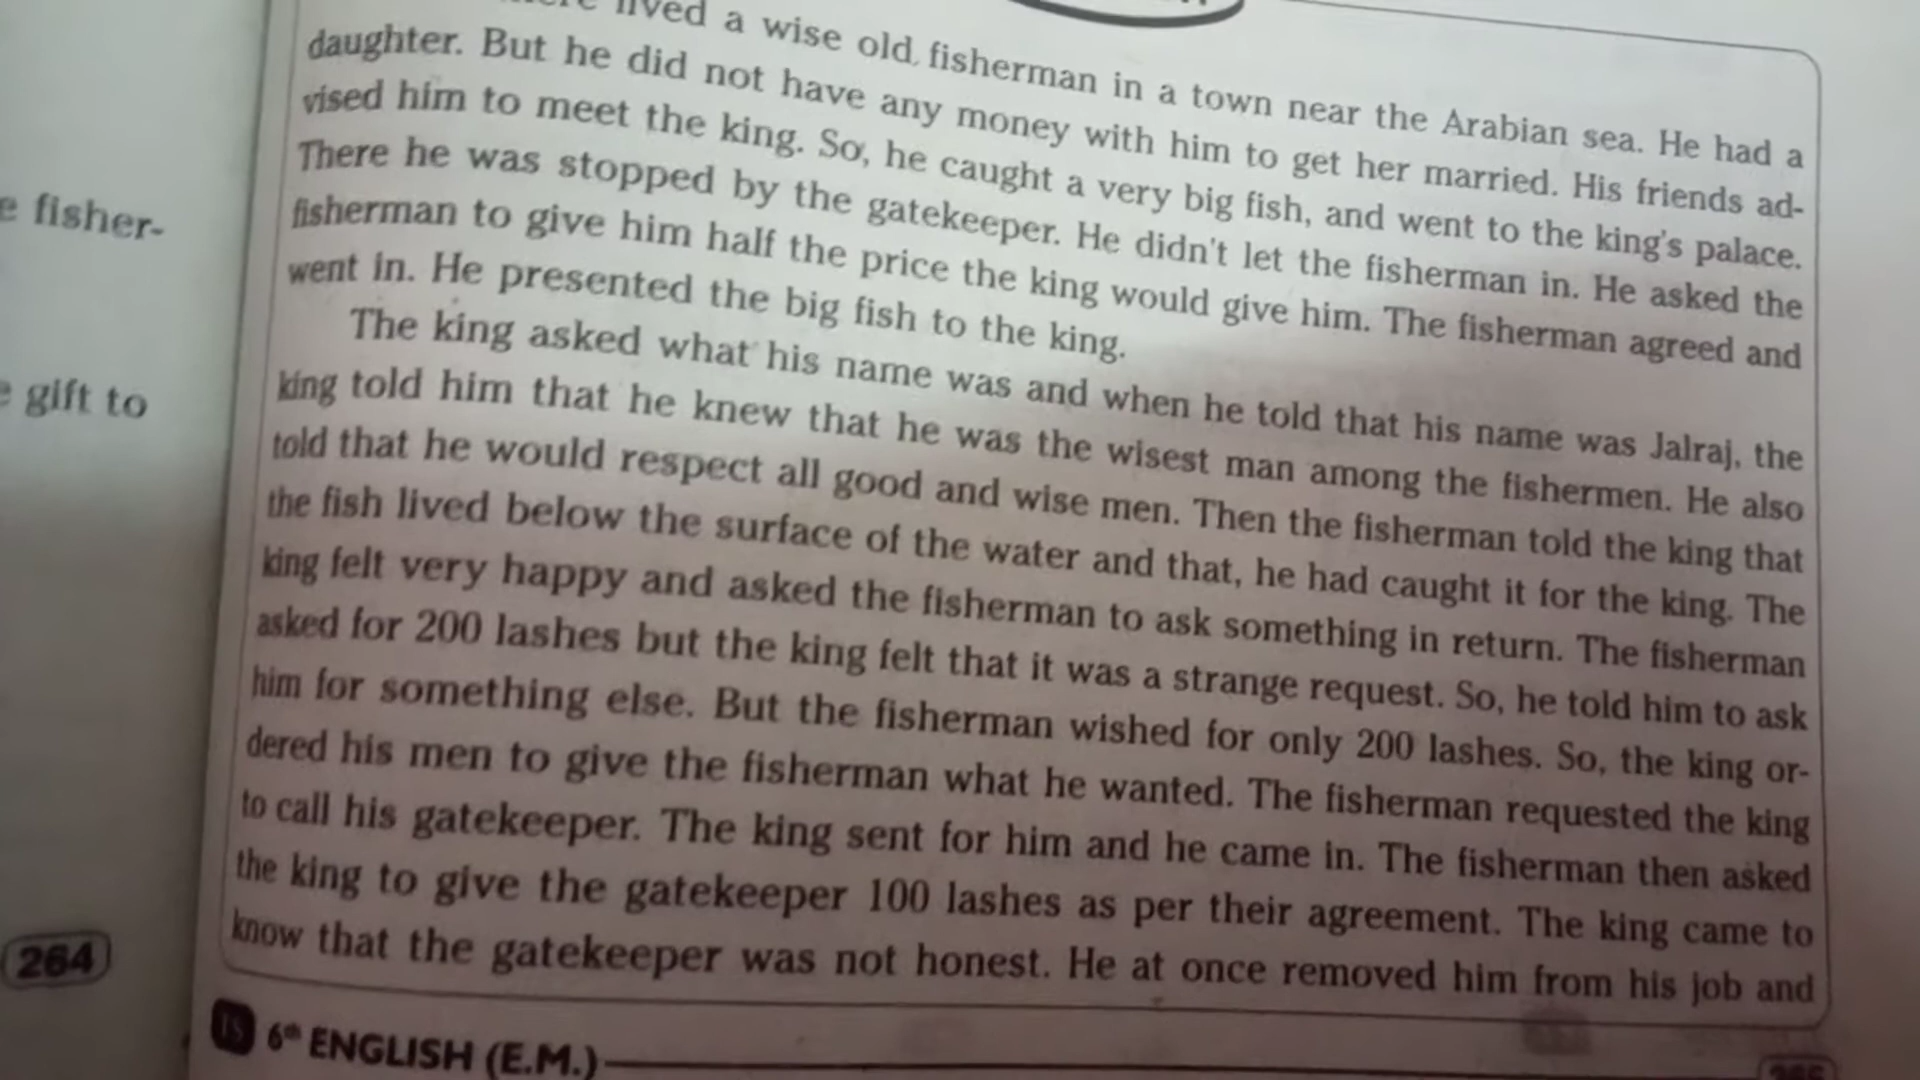 lived a wise old fisherman in a town near the Arabian sea. He had a
daughter. But he did not have any money with him to get her married. His friends ad-
vised him to meet the king. So, he caught a very big fish, and went to the king's palace.
There he was stopped by the gatekeeper. He didn't let the fisherman in. He asked the
fisherman to give him half the price the king would give him. The fisherman agreed and
went in. He presented the big fish to the king.
The king asked what his name was and when he told that his name was Jalraj, the
king told him that he knew that he was the wisest man among the fishermen. He also
told that he would respect all good and wise men. Then the fisherman told the king that
the fish lived below the surface of the water and that, he had caught it for the king. The
king felt very happy and asked the fisherman to ask something in return. The fisherman
asked for 200 lashes but the king felt that it was a strange request. So, he told him to ask
him for something else. But the fisherman wished for only 200 lashes. So, the king or-
dered his men to give the fisherman what he wanted. The fisherman requested the king
to call his gatekeeper. The king sent for him and he came in. The fisherman then asked
the king to give the gatekeeper 100 lashes as per their agreement. The king came to
know that the gatekeeper was not honest. He at once removed him from his job and
e fisher-
gift to
264
6th ENGLISH (E.M.)